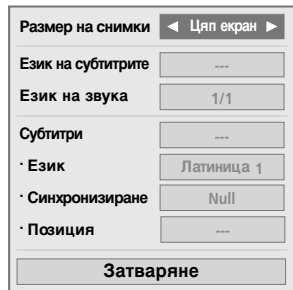 Размер на снимки ◄ Цяп екран ►
Език на субтитрите ---
Език на звука 1/1
Субтитри ---
· Език Латиница 1
· Синхронизиране Null
· Позиция ---
Затваряне